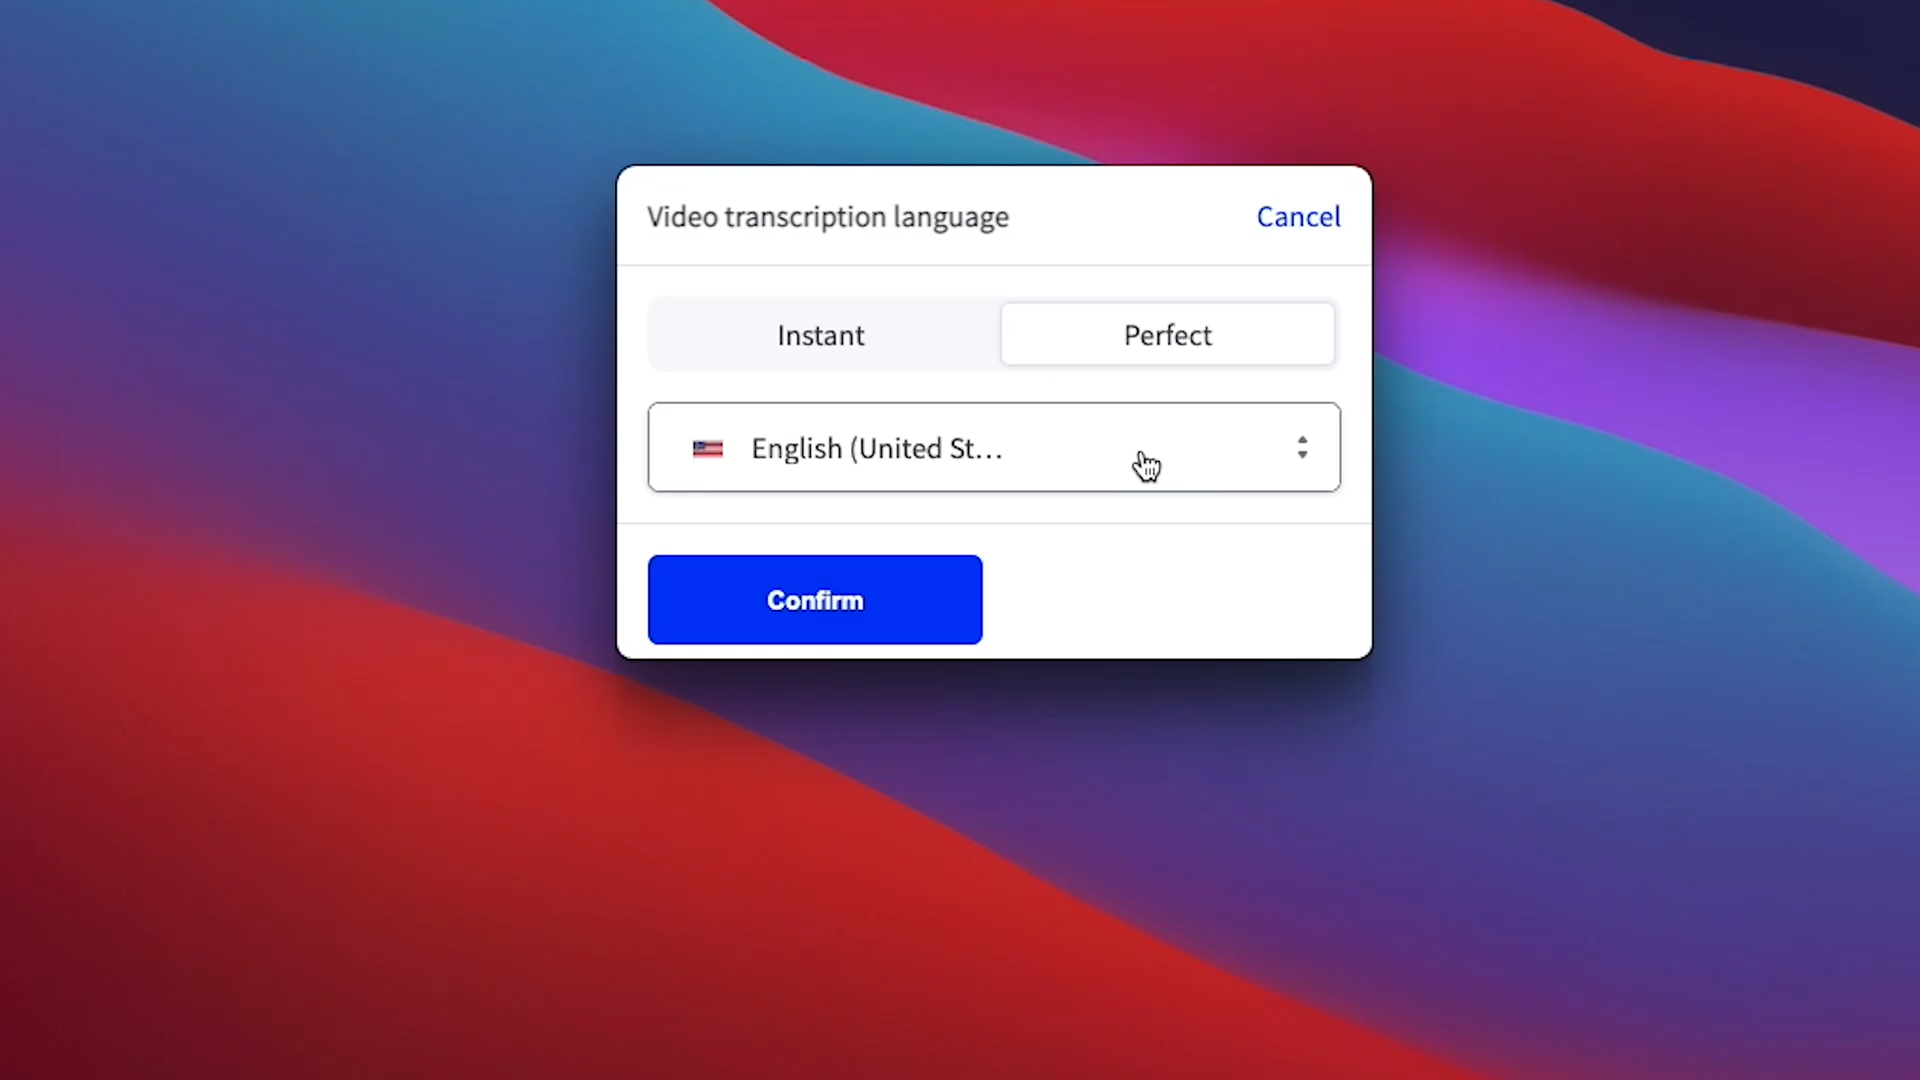 Video transcription language
Cancel
Instant
Perfect
English (United St...
Confirm